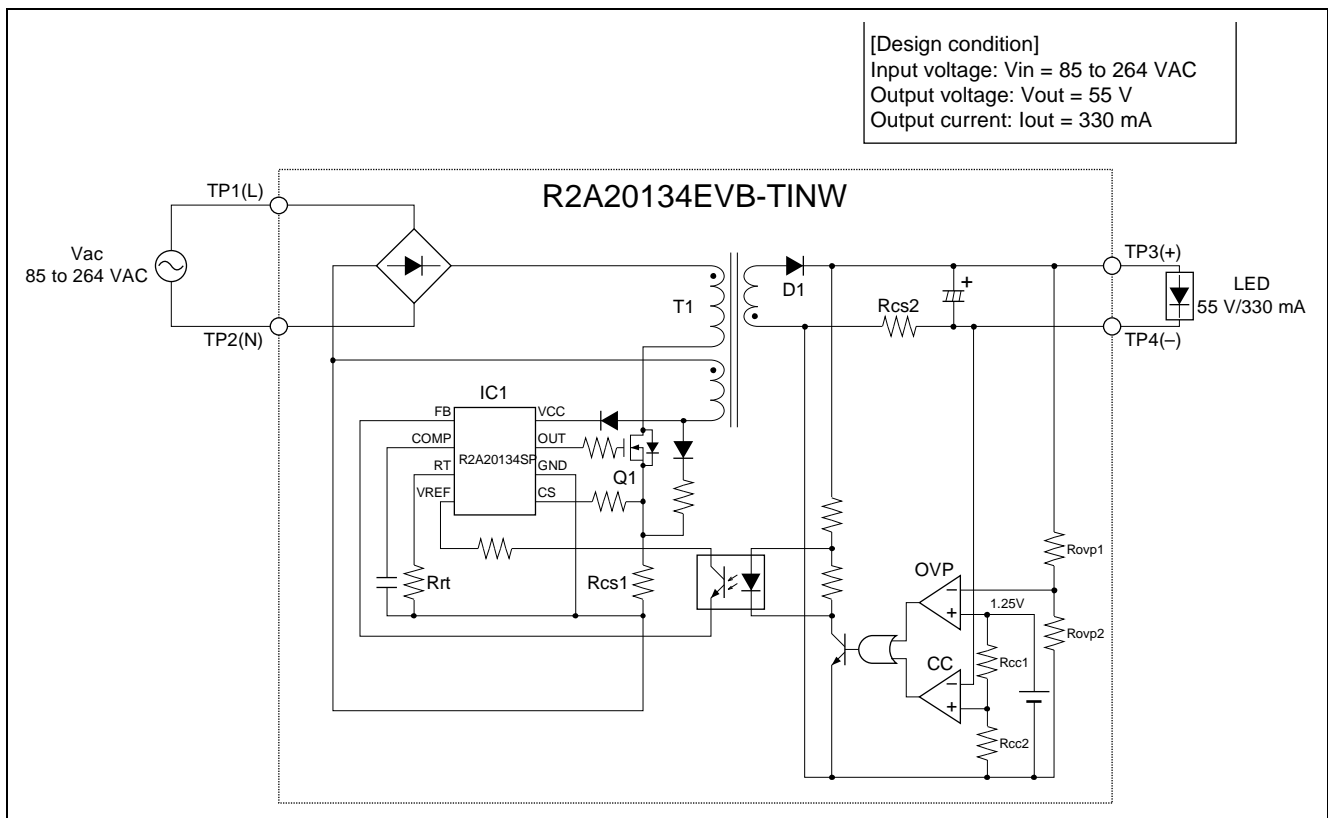 [Design condition]
Input voltage: Vin = 85 to 264 VAC
Output voltage: Vout = 55 V
Output current: Iout = 330 mA
R2A20134EVB-TINW
TP1(L)
Vac
85 to 264 VAC
TP2(N)
T1
D1
Rcs2
+
TP3(+)
LED
55 V/330 mA
TP4(–)
IC1
FB
VCC
COMP
OUT
R2A20134SP
RT
GND
VREF
CS
Q1
Rrt
Rcs1
OVP
–
+
1.25V
Rovp1
Rovp2
CC
–
+
Rcc1
Rcc2